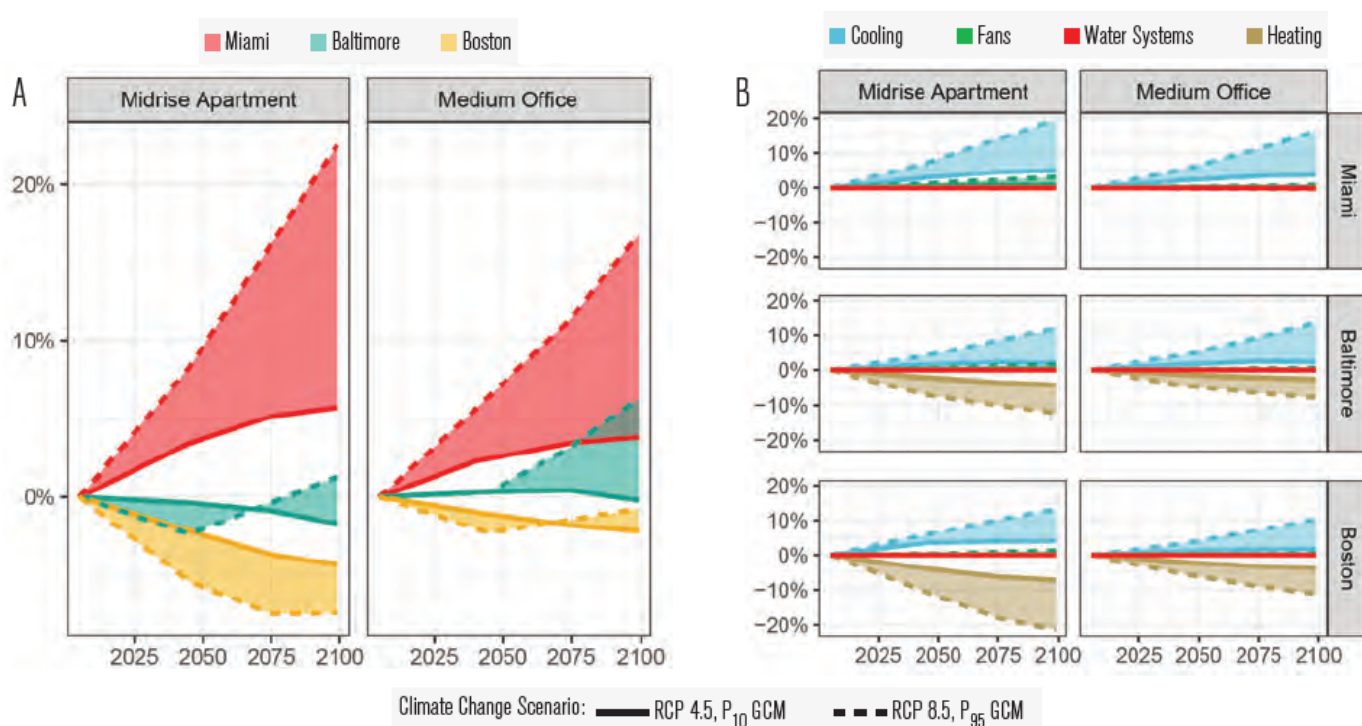 Miami Baltimore Boston
A
Midrise Apartment Medium Office
20%
10%
0%
2025 2050 2075 2100 2025 2050 2075 2100
Cooling Fans Water Systems Heating
B
Midrise Apartment Medium Office
20%
10%
0%
−10%
−20%
Miami
20%
10%
0%
−10%
−20%
Baltimore
20%
10%
0%
−10%
−20%
Boston
2025 2050 2075 2100 2025 2050 2075 2100
Climate Change Scenario: RCP 4.5, P10 GCM RCP 8.5, P95 GCM